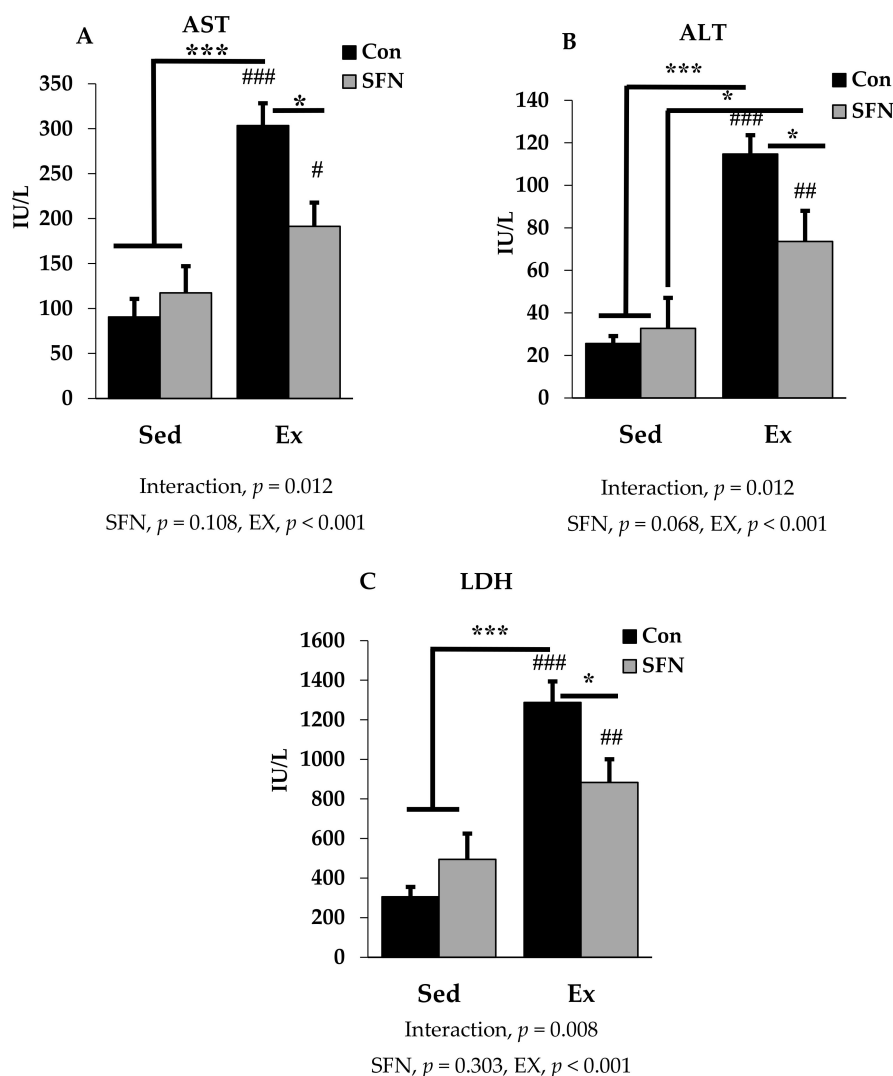 A
AST
***
Con
SFN
###
*
#
350
300
250
200
150
100
50
0
IU/L
Sed
Ex
Interaction, p = 0.012
SFN, p = 0.108, EX, p < 0.001
B
ALT
***
Con
SFN
*
###
*
##
140
120
100
80
60
40
20
0
IU/L
Sed
Ex
Interaction, p = 0.012
SFN, p = 0.068, EX, p < 0.001
C
LDH
***
Con
SFN
###
*
##
1600
1400
1200
1000
800
600
400
200
0
IU/L
Sed
Ex
Interaction, p = 0.008
SFN, p = 0.303, EX, p < 0.001